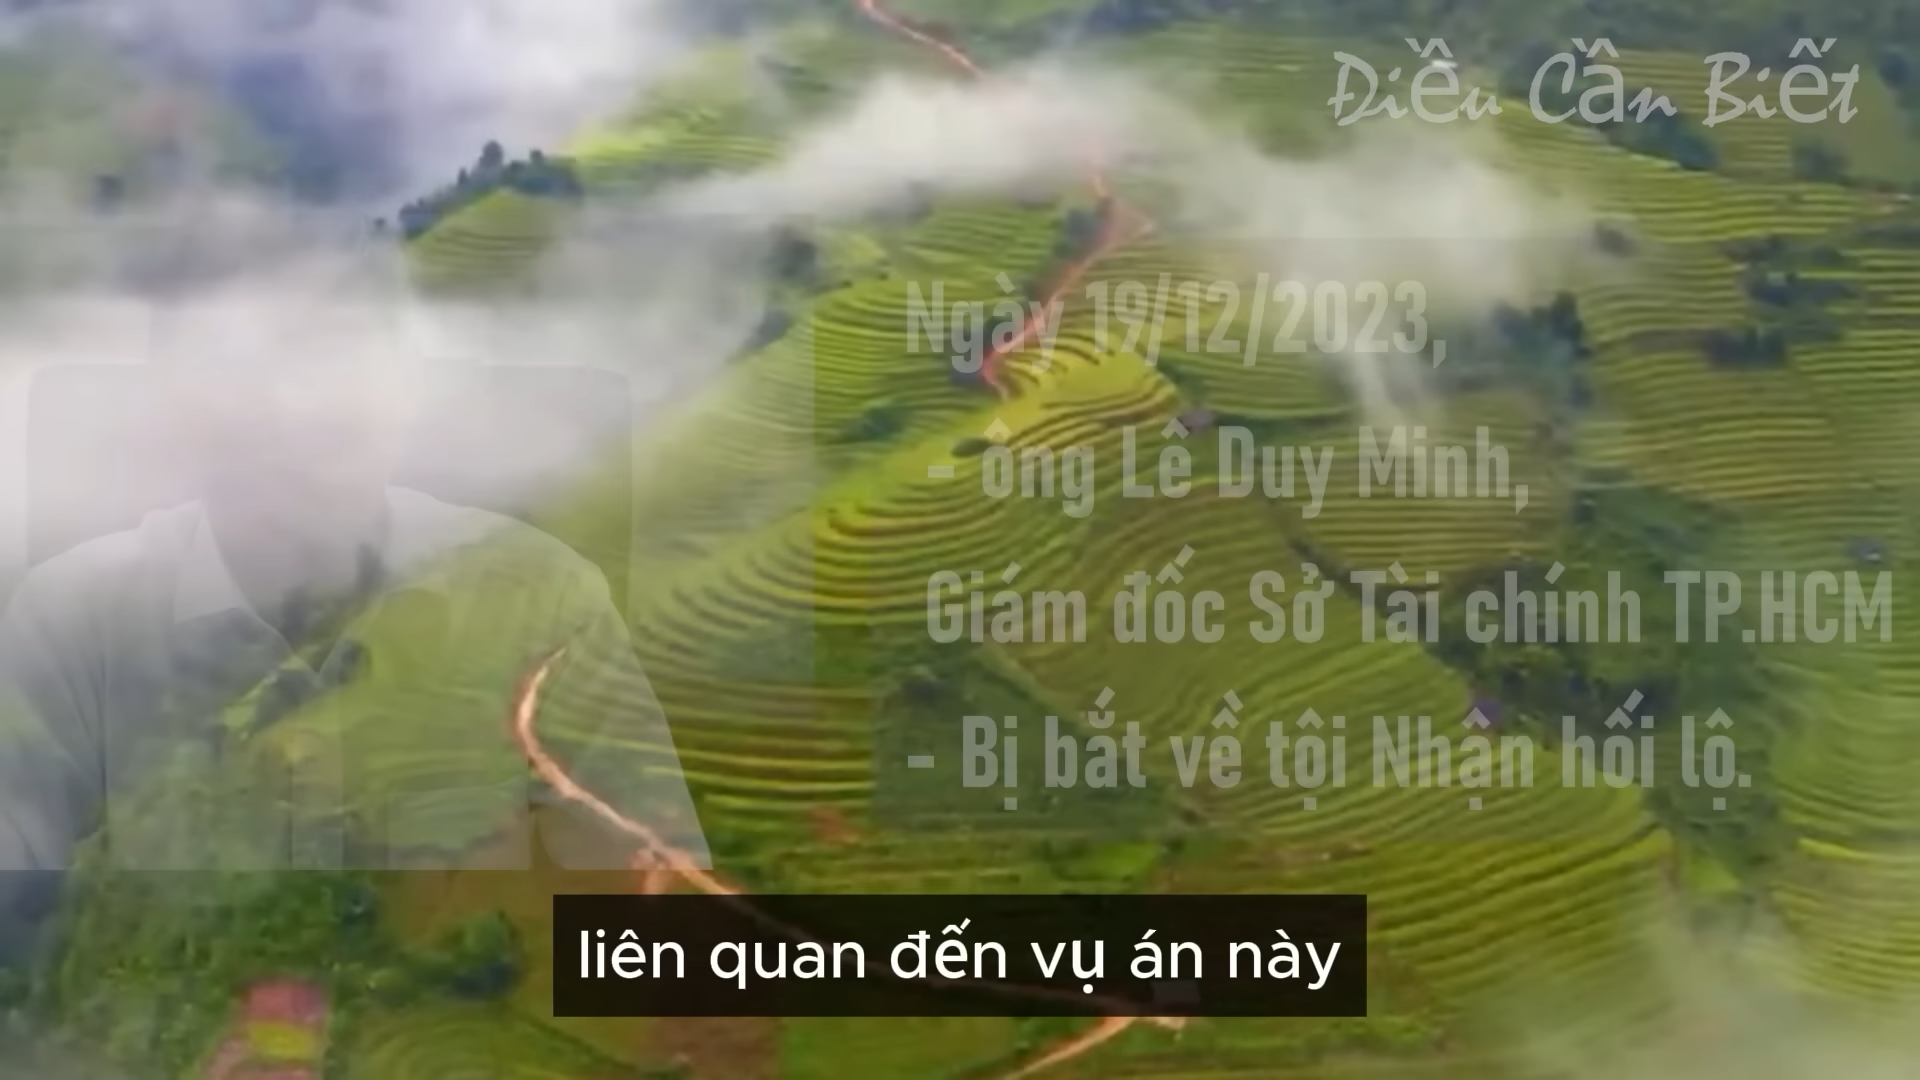 Điều Cần Biết
Ngày 19/12/2023,
- ông Lê Duy Minh,
Giám đốc Sở Tài chính TP.HCM
- Bị bắt về tội Nhận hối lộ.
liên quan đến vụ án này